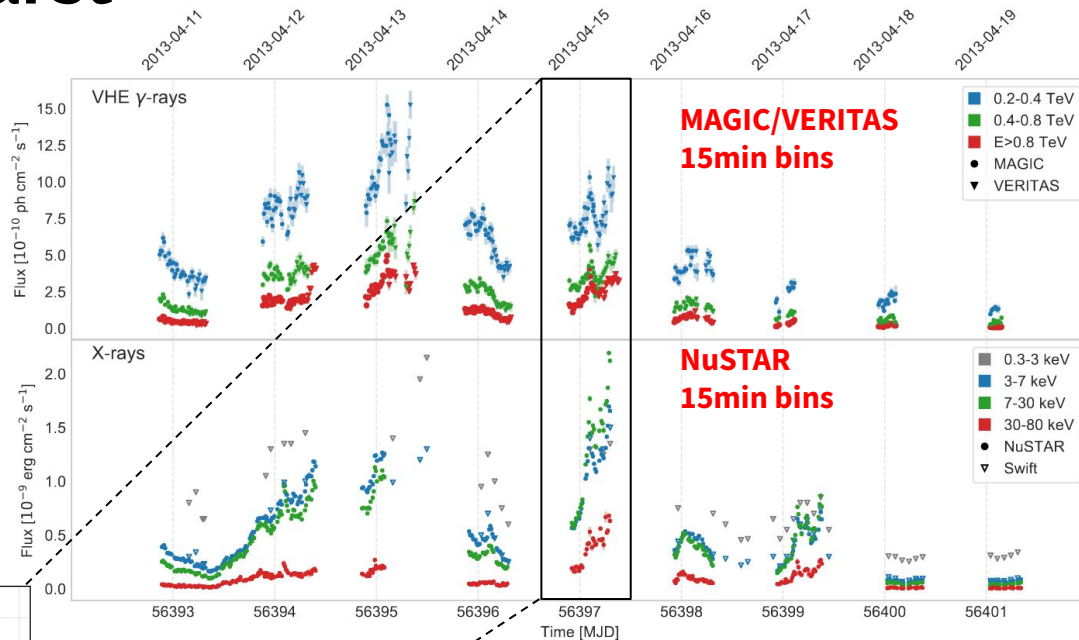 2013-04-11
2013-04-12
2013-04-13
2013-04-14
2013-04-15
2013-04-16
2013-04-17
2013-04-18
2013-04-19
VHE γ-rays
MAGIC/VERITAS
15min bins
0.2-0.4 TeV
0.4-0.8 TeV
E>0.8 TeV
MAGIC
VERITAS
Flux [10⁻¹⁰ ph cm⁻² s⁻¹]
15.0
12.5
10.0
7.5
5.0
2.5
0.0
X-rays
NuSTAR
15min bins
0.3-3 keV
3-7 keV
7-30 keV
30-80 keV
NuSTAR
Swift
Flux [10⁻⁹ erg cm⁻² s⁻¹]
2.0
1.5
1.0
0.5
0.0
56393
56394
56395
56396
56397
56398
56399
56400
56401
Time [MJD]